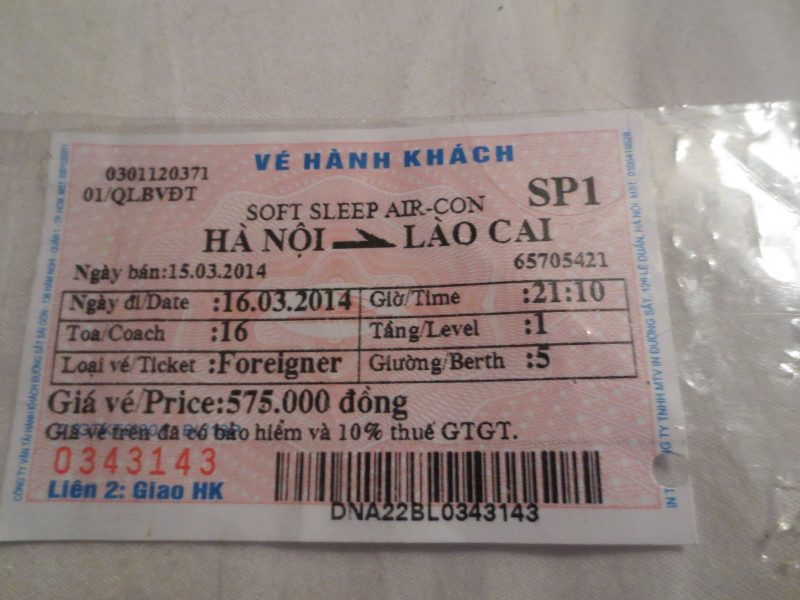 VÉ HÀNH KHÁCH
0301120371
01/QLBVĐT
SP1
SOFT SLEEP AIR-CON
HÀ NỘI LÀO CAI
Ngày bán:15.03.2014
65705421
Ngày đi/Date :16.03.2014 Giờ/Time :21:10
Toa/Coach :16 Tầng/Level :1
Loại vé/Ticket :Foreigner Giường/Berth :5
Giá vé/Price:575.000 đồng
Giá vé trên đã có bảo hiểm và 10% thuế GTGT.
0343143
Liên 2: Giao HK
DNA22BL0343143